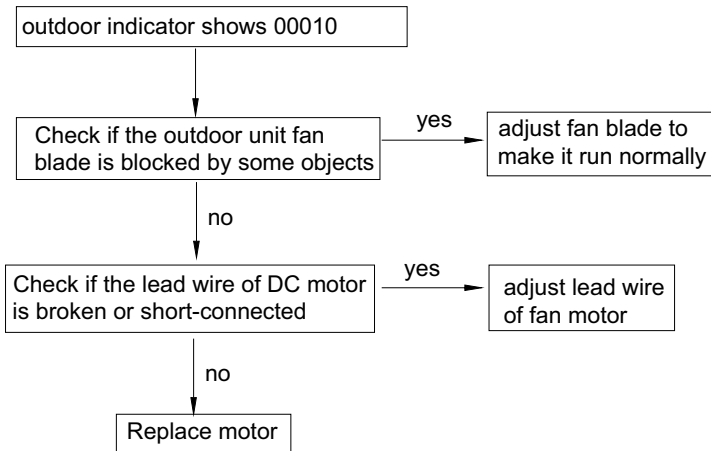 outdoor indicator shows 00010
Check if the outdoor unit fan
blade is blocked by some objects
yes
adjust fan blade to
make it run normally
no
Check if the lead wire of DC motor
is broken or short-connected
yes
adjust lead wire
of fan motor
no
Replace motor